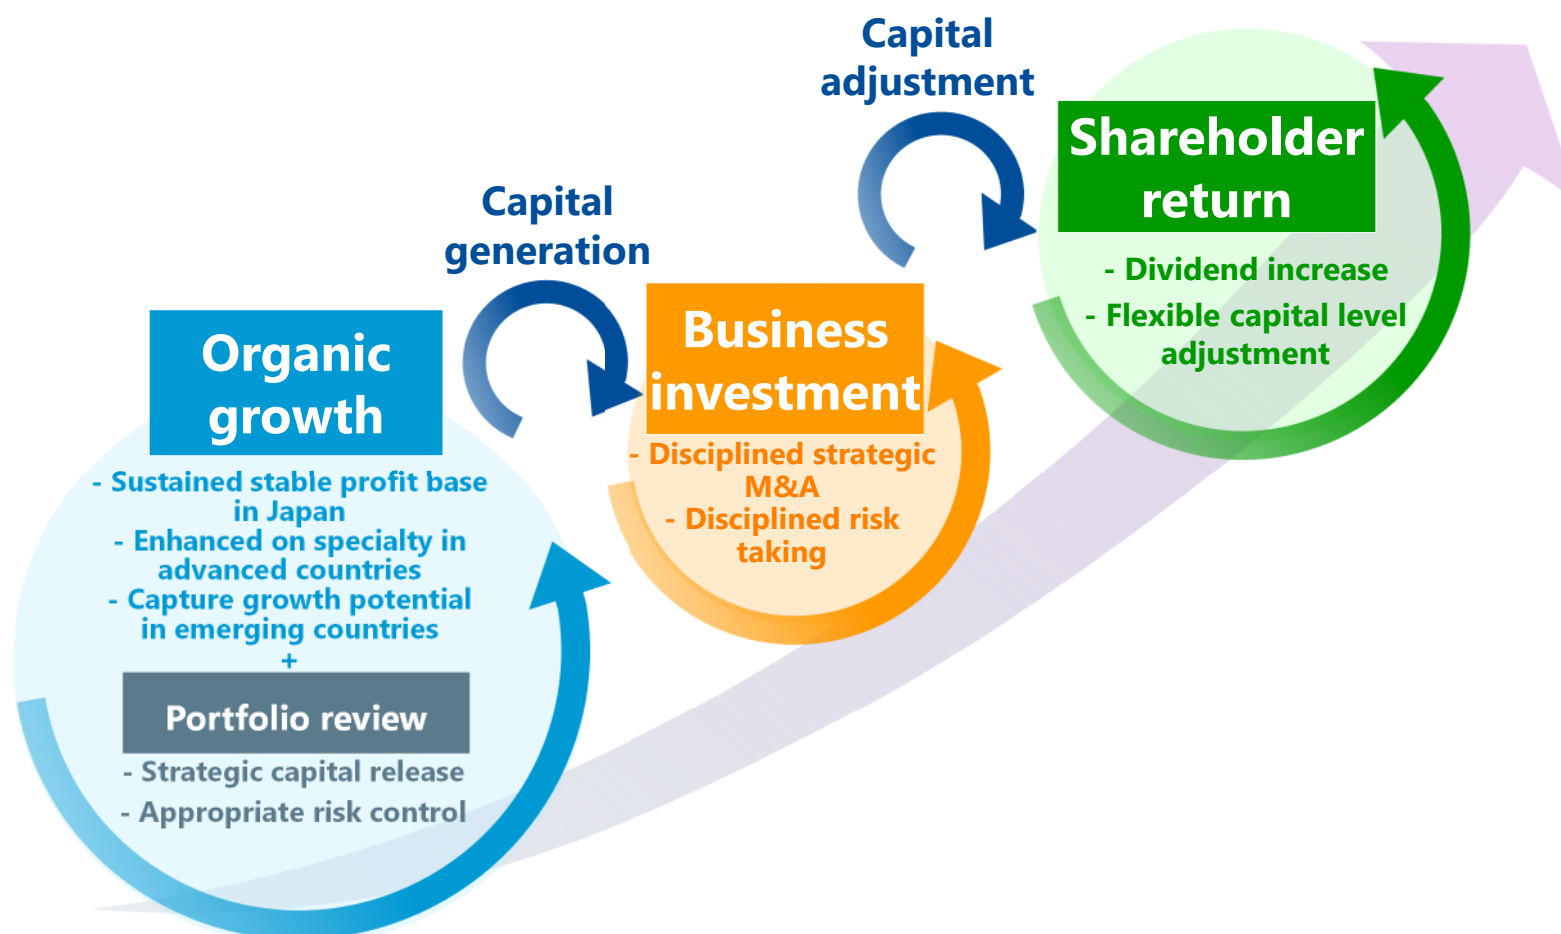 Capital
adjustment
Shareholder
return
- Dividend increase
- Flexible capital level
adjustment
Capital
generation
Business
investment
- Disciplined strategic
M&A
- Disciplined risk
taking
Organic
growth
- Sustained stable profit base
in Japan
- Enhanced on specialty in
advanced countries
- Capture growth potential
in emerging countries
+
Portfolio review
- Strategic capital release
- Appropriate risk control